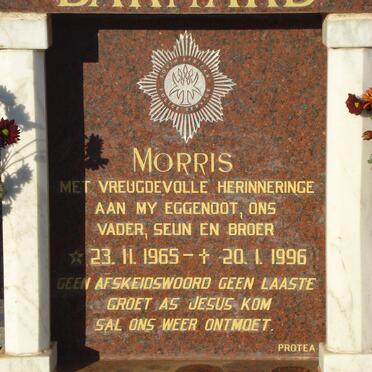 BARNARD
MORRIS
MET VREUGDEVOLLE HERINNERINGE
AAN MY EGGENOOT, ONS
VADER, SEUN EN BROER
☆ 23. 11. 1965 – † 20. 1. 1996
GEEN AFSKEIDSWOORD GEEN LAASTE
GROET AS JESUS KOM
SAL ONS WEER ONTMOET.
PROTEA